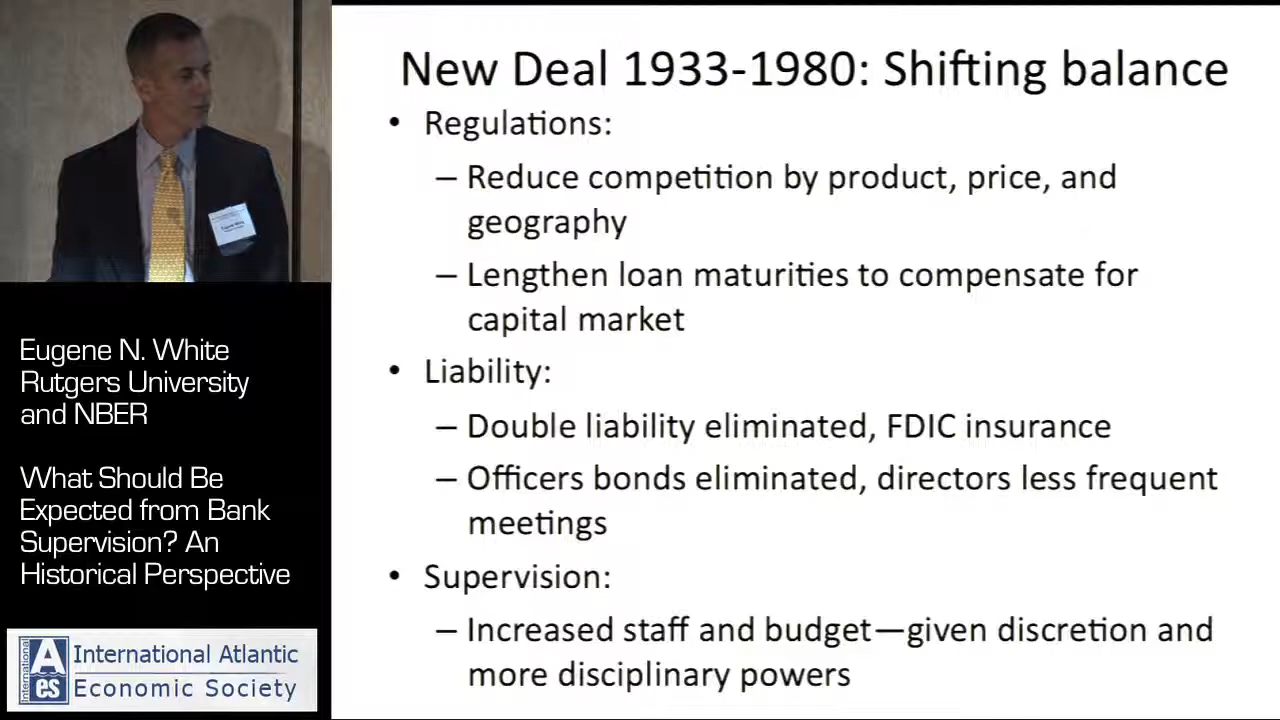 New Deal 1933-1980: Shifting balance
• Regulations:
– Reduce competition by product, price, and
geography
– Lengthen loan maturities to compensate for
capital market
• Liability:
– Double liability eliminated, FDIC insurance
– Officers bonds eliminated, directors less frequent
meetings
• Supervision:
– Increased staff and budget—given discretion and
more disciplinary powers
Eugene N. White
Rutgers University
and NBER
What Should Be
Expected from Bank
Supervision? An
Historical Perspective
International
A
es
International Atlantic
Economic Society